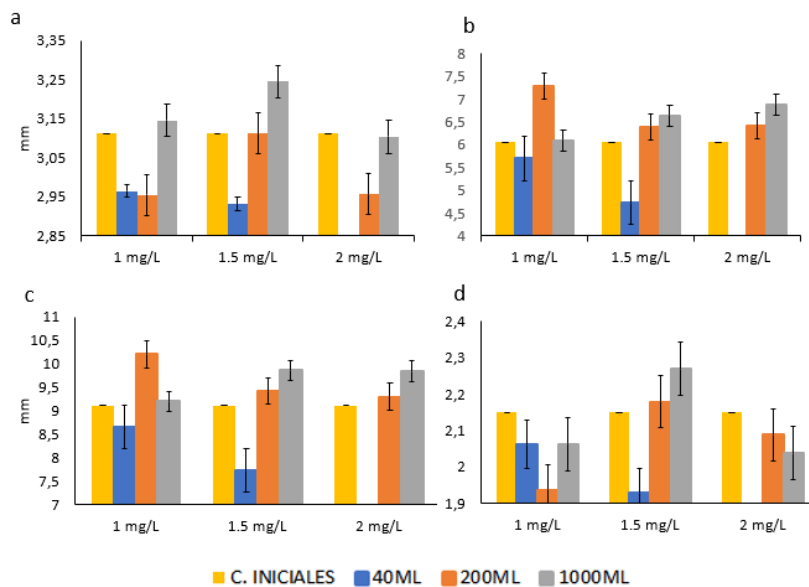 a
3,35
3,25
3,15
3,05
2,95
2,85
mm
1 mg/L 1.5 mg/L 2 mg/L
b
8
7,5
7
6,5
6
5,5
5
4,5
4
1 mg/L 1.5 mg/L 2 mg/L
c
11
10,5
10
9,5
9
8,5
8
7,5
7
mm
1 mg/L 1.5 mg/L 2 mg/L
d
2,4
2,3
2,2
2,1
2
1,9
1 mg/L 1.5 mg/L 2 mg/L
C. INICIALES 40ML 200ML 1000ML